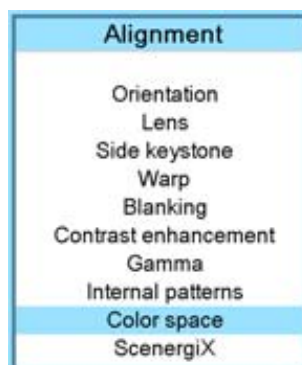 Alignment
Orientation
Lens
Side keystone
Warp
Blanking
Contrast enhancement
Gamma
Internal patterns
Color space
ScenergiX